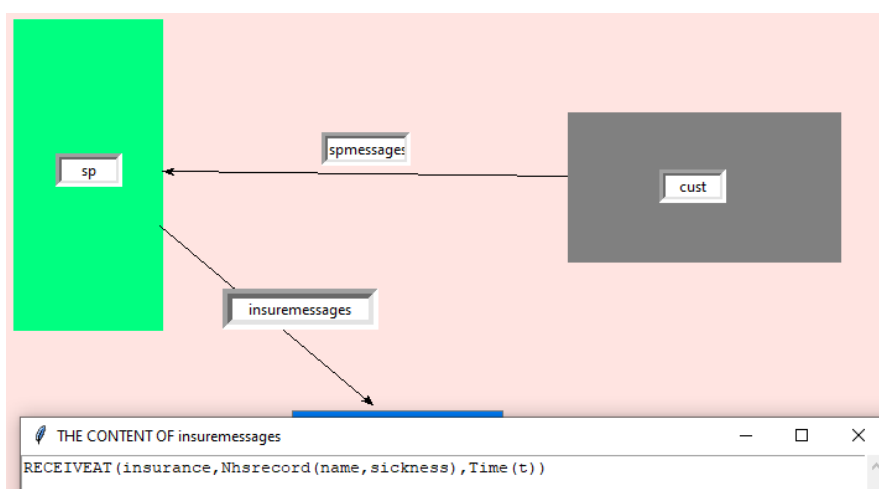 spmessages
sp
cust
insuremessages
THE CONTENT OF insuremessages
RECEIVEAT(insurance,Nhsrecord(name,sickness),Time(t))